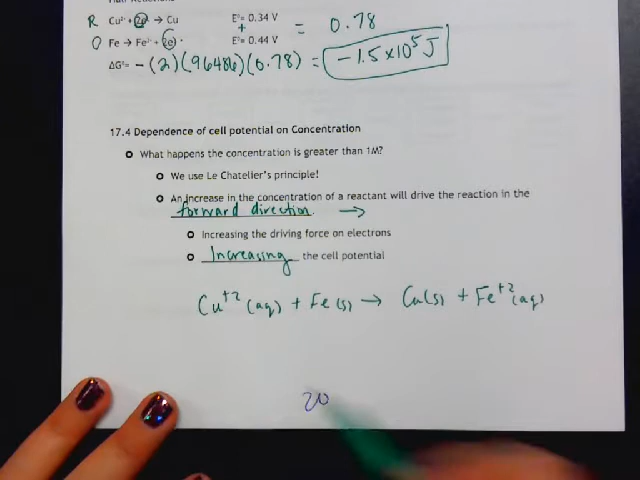 R Cu²⁺ + 2e⁻ → Cu E°= 0.34 V = 0.78
+
O Fe → Fe²⁺ + 2e⁻ E°= 0.44 V
ΔG°= -(2)(96486)(0.78) = -1.5 x 10⁵ J
17.4 Dependence of cell potential on Concentration
What happens the concentration is greater than 1M?
We use Le Chatelier's principle!
An increase in the concentration of a reactant will drive the reaction in the
forward direction. →
Increasing the driving force on electrons
Increasing the cell potential
Cu⁺² (aq) + Fe(s) → Cu(s) + Fe⁺² (aq)
20